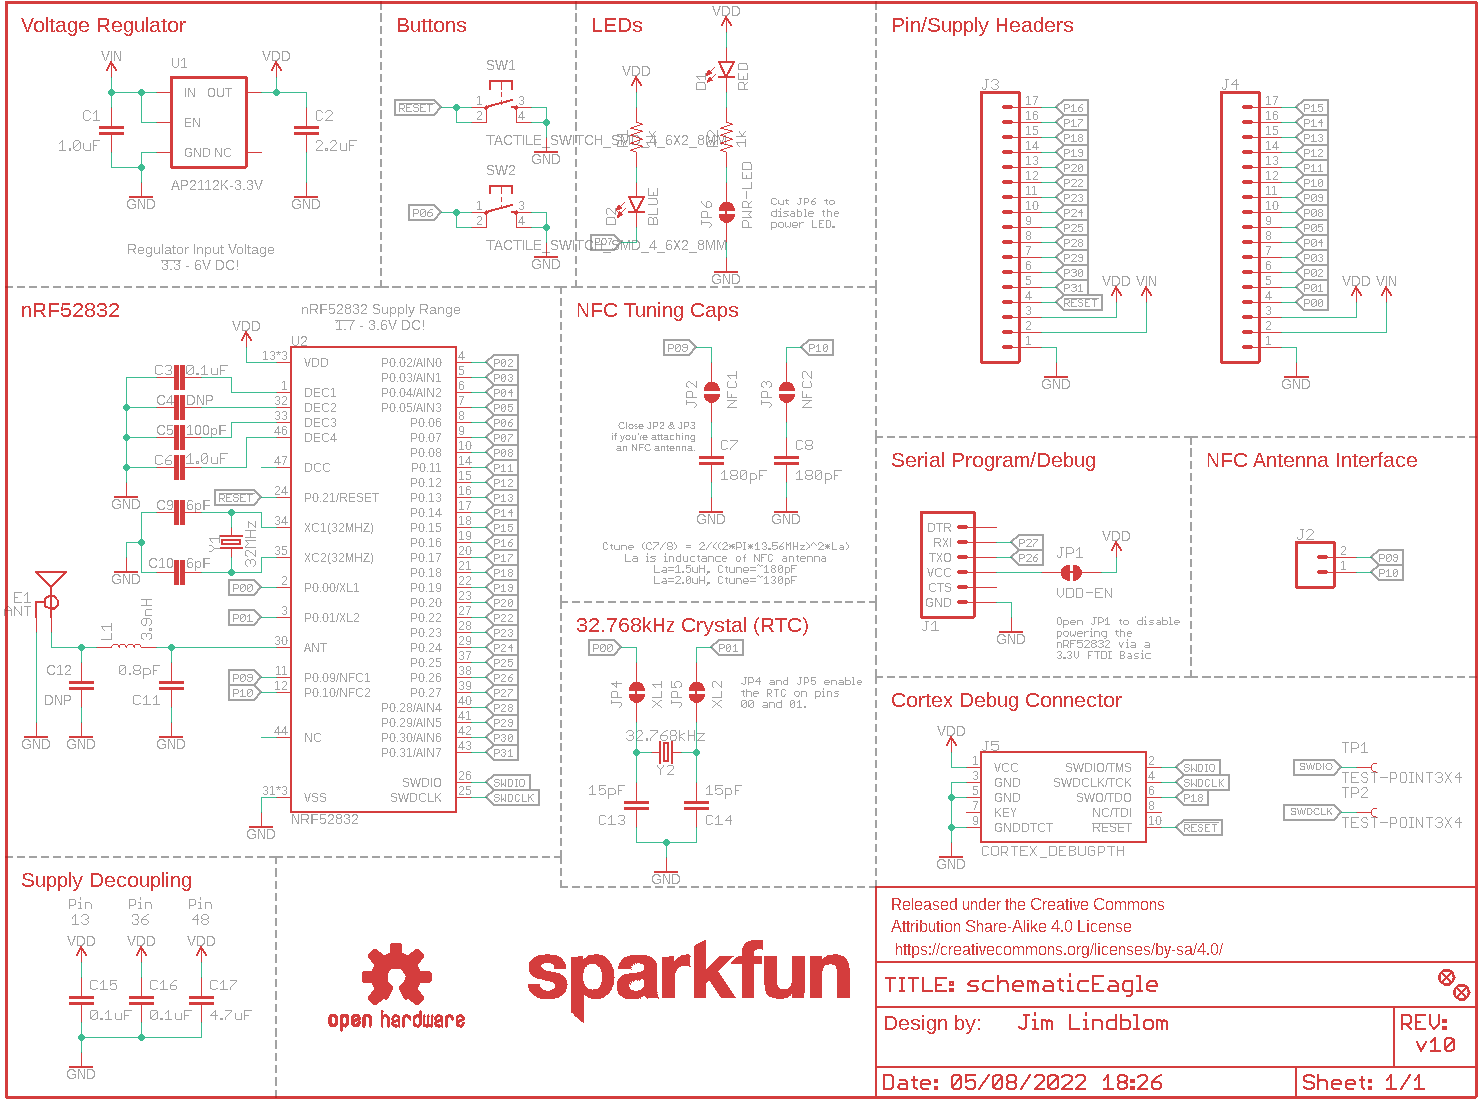 Voltage Regulator
VIN
U1
VDD
IN OUT
EN
GND NC
C1
1.0uF
C2
2.2uF
AP2112K-3.3V
GND
GND
Regulator Input Voltage
3.3 - 6V DC!
Buttons
SW1
RESET
1
2
3
4
TACTILE_SWITCH_SMD_4_6X2_8MM
GND
SW2
P06
1
2
3
4
TACTILE_SWITCH_SMD_4_6X2_8MM
GND
LEDs
VDD
VDD
D1
RED
1k
1k
D2
BLUE
P07
JP6
PWR-LED
GND
Cut JP6 to
disable the
power LED.
Pin/Supply Headers
J3
17 P16
16 P17
15 P18
14 P19
13 P20
12 P22
11 P23
10 P24
9 P25
8 P28
7 P29
6 P30
5 P31
4 RESET
3
2
1
VDD VIN
GND
J4
17 P15
16 P14
15 P13
14 P12
13 P11
12 P10
11 P09
10 P08
9 P05
8 P04
7 P03
6 P02
5 P01
4 P00
3
2
1
VDD VIN
GND
nRF52832
nRF52832 Supply Range
1.7 - 3.6V DC!
VDD
U2
13*3 VDD
1 DEC1
32 DEC2
33 DEC3
46 DEC4
47 DCC
24 P0.21/RESET
34 XC1(32MHZ)
35 XC2(32MHZ)
2 P0.00/XL1
3 P0.01/XL2
30 ANT
11 P0.09/NFC1
12 P0.10/NFC2
44 NC
31*3 VSS
NRF52832
P0.02/AIN0 4 P02
P0.03/AIN1 5 P03
P0.04/AIN2 6 P04
P0.05/AIN3 7 P05
P0.06 8 P06
P0.07 9 P07
P0.08 10 P08
P0.11 14 P11
P0.12 15 P12
P0.13 16 P13
P0.14 17 P14
P0.15 18 P15
P0.16 19 P16
P0.17 20 P17
P0.18 21 P18
P0.19 22 P19
P0.20 23 P20
P0.22 27 P22
P0.23 28 P23
P0.24 29 P24
P0.25 37 P25
P0.26 38 P26
P0.27 39 P27
P0.28/AIN4 40 P28
P0.29/AIN5 41 P29
P0.30/AIN6 42 P30
P0.31/AIN7 43 P31
SWDIO 26 SWDIO
SWDCLK 25 SWDCLK
C3 0.1uF
C4 DNP
C5 100pF
C6 1.0uF
GND
RESET
C9 6pF
Y1
32MHz
C10 6pF
GND
P00
P01
E1
ANT
L1
3.9nH
C12
DNP
0.8pF
C11
P09
P10
GND
GND
GND
GND
NFC Tuning Caps
P09
P10
JP2
NFC1
JP3
NFC2
Close JP2 & JP3
if you're attaching
an NFC antenna.
C7
180pF
C8
180pF
GND
GND
Ctune (C7/8) = 2/((2*PI*13.56MHz)^2*La)
La is inductance of NFC antenna
La=1.5uH, Ctune=~180pF
La=2.0uH, Ctune=~130pF
32.768kHz Crystal (RTC)
P00
P01
JP4
XL1
JP5
XL2
JP4 and JP5 enable
the RTC on pins
00 and 01.
32.768kHz
Y2
15pF
C13
15pF
C14
GND
Serial Program/Debug
DTR
RXI P27
TXO P26
VCC
CTS
GND
J1
JP1
VDD-EN
VDD
GND
Open JP1 to disable
powering the
nRF52832 via a
3.3V FTDI Basic
NFC Antenna Interface
J2
2 P09
1 P10
Cortex Debug Connector
VDD
J5
1 VCC
3 GND
5 GND
7 KEY
9 GNDDTCT
SWDIO/TMS 2 SWDIO
SWDCLK/TCK 4 SWDCLK
SWO/TDO 6 P18
NC/TDI 8
RESET 10 RESET
GND
CORTEX_DEBUGPTH
TP1
SWDIO
TEST-POINT3X4
TP2
SWDCLK
TEST-POINT3X4
Supply Decoupling
Pin
13
Pin
36
Pin
48
VDD
VDD
VDD
C15
0.1uF
C16
0.1uF
C17
4.7uF
GND
open hardware
sparkfun
Released under the Creative Commons
Attribution Share-Alike 4.0 License
https://creativecommons.org/licenses/by-sa/4.0/
TITLE: schematicEagle
Design by: Jim Lindblom
REV:
v10
Date: 05/08/2022 18:26
Sheet: 1/1